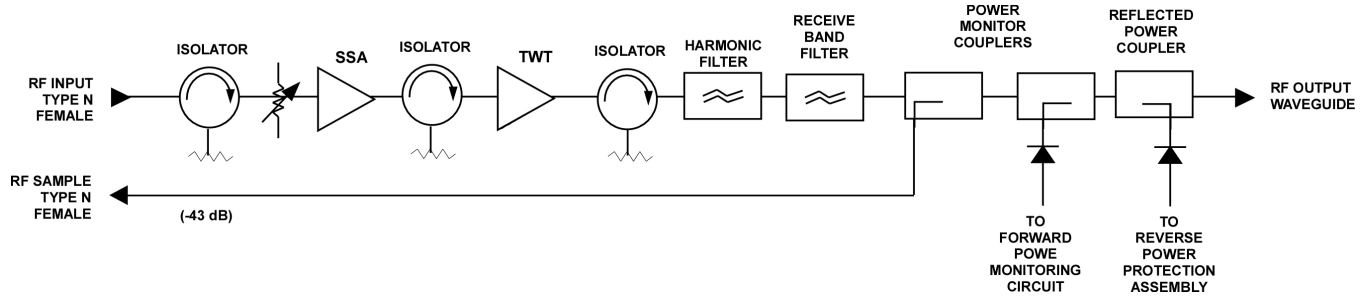 POWER
MONITOR
COUPLERS
REFLECTED
POWER
COUPLER
RECEIVE
BAND
FILTER
ISOLATOR
SSA
ISOLATOR
TWT
ISOLATOR
HARMONIC
FILTER
RF INPUT
TYPE N
FEMALE
RF OUTPUT
WAVEGUIDE
RF SAMPLE
TYPE N
FEMALE
(-43 dB)
TO
FORWARD
POWE
MONITORING
CIRCUIT
TO
REVERSE
POWER
PROTECTION
ASSEMBLY